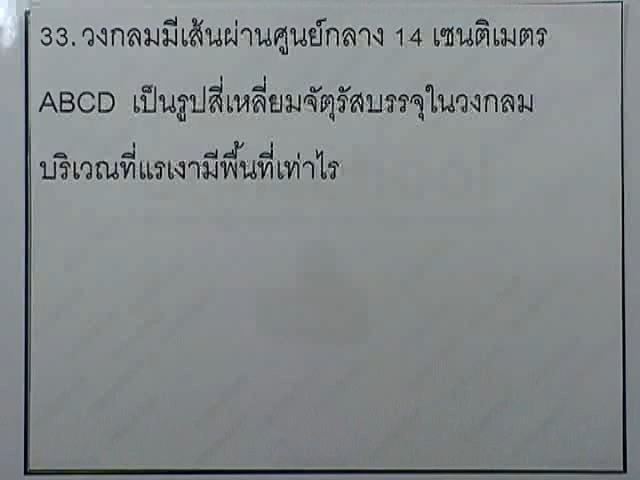 33. วงกลมมีเส้นผ่านศูนย์กลาง 14 เซนติเมตร
ABCD เป็นรูปสี่เหลี่ยมจัตุรัสบรรจุในวงกลม
บริเวณที่แรเงามีพื้นที่เท่าไร